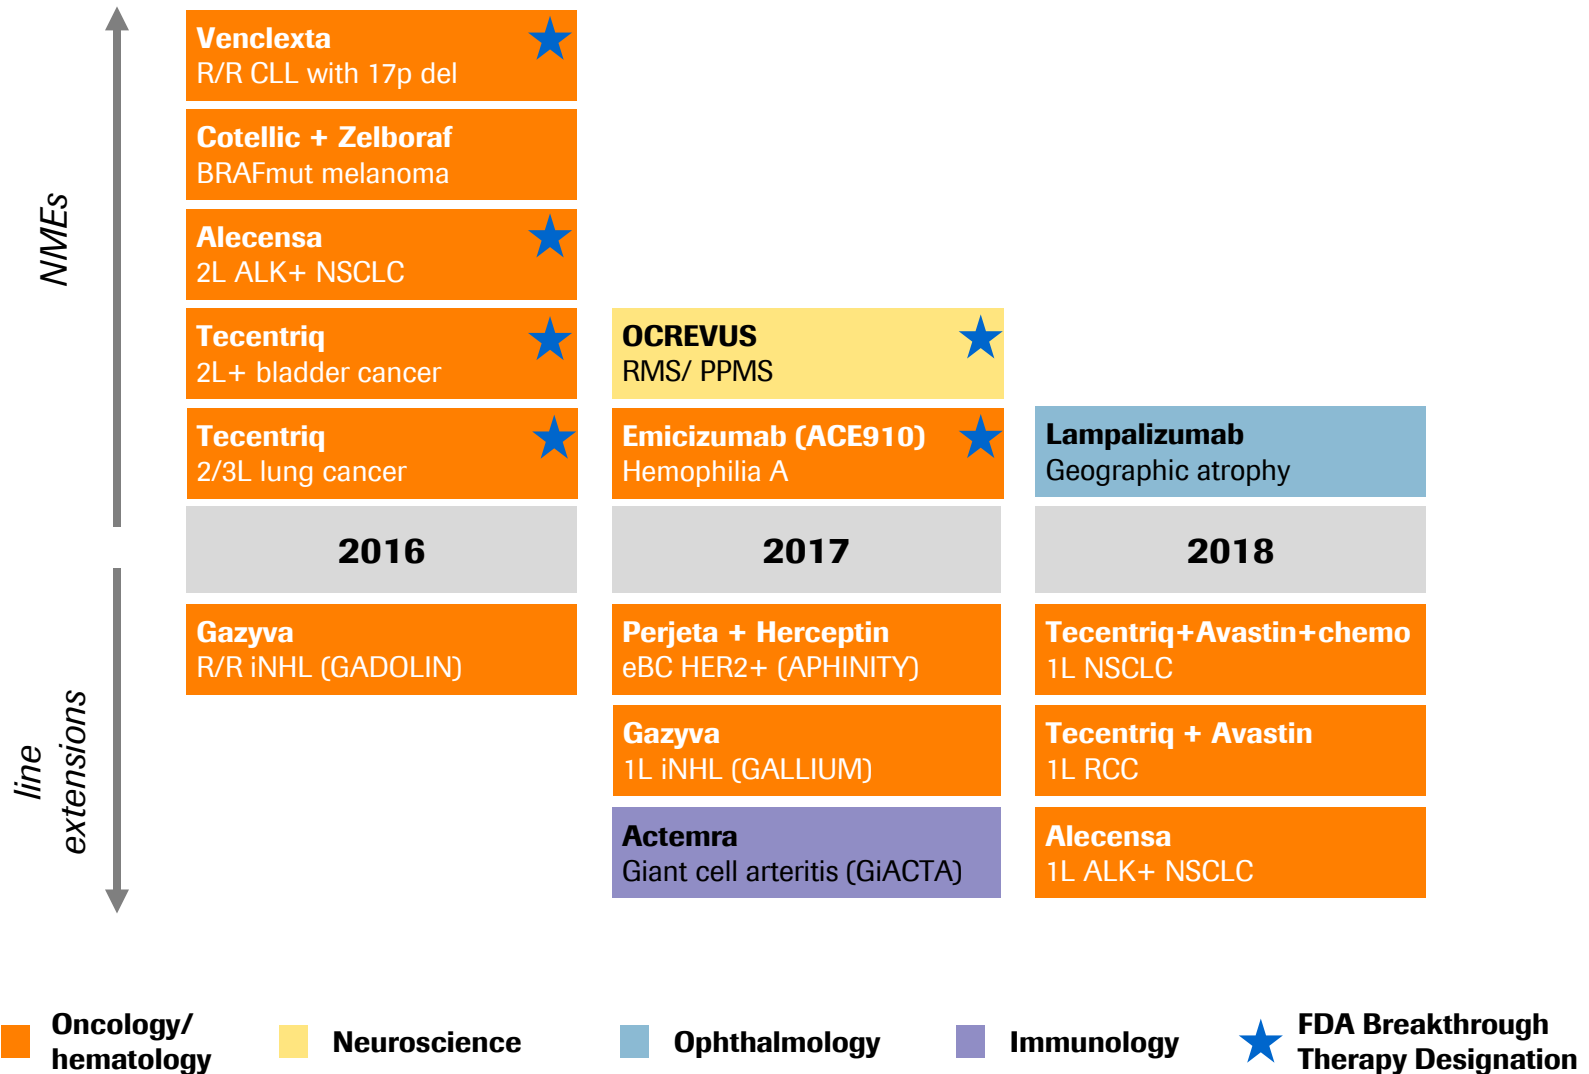 NMEs
Venclexta
R/R CLL with 17p del
Cotellic + Zelboraf
BRAFmut melanoma
Alecensa
2L ALK+ NSCLC
Tecentriq
2L+ bladder cancer
Tecentriq
2/3L lung cancer
OCREVUS
RMS/ PPMS
Emicizumab (ACE910)
Hemophilia A
Lampalizumab
Geographic atrophy
2016
2017
2018
line
extensions
Gazyva
R/R iNHL (GADOLIN)
Perjeta + Herceptin
eBC HER2+ (APHINITY)
Gazyva
1L iNHL (GALLIUM)
Actemra
Giant cell arteritis (GiACTA)
Tecentriq+Avastin+chemo
1L NSCLC
Tecentriq + Avastin
1L RCC
Alecensa
1L ALK+ NSCLC
Oncology/
hematology
Neuroscience
Ophthalmology
Immunology
FDA Breakthrough
Therapy Designation